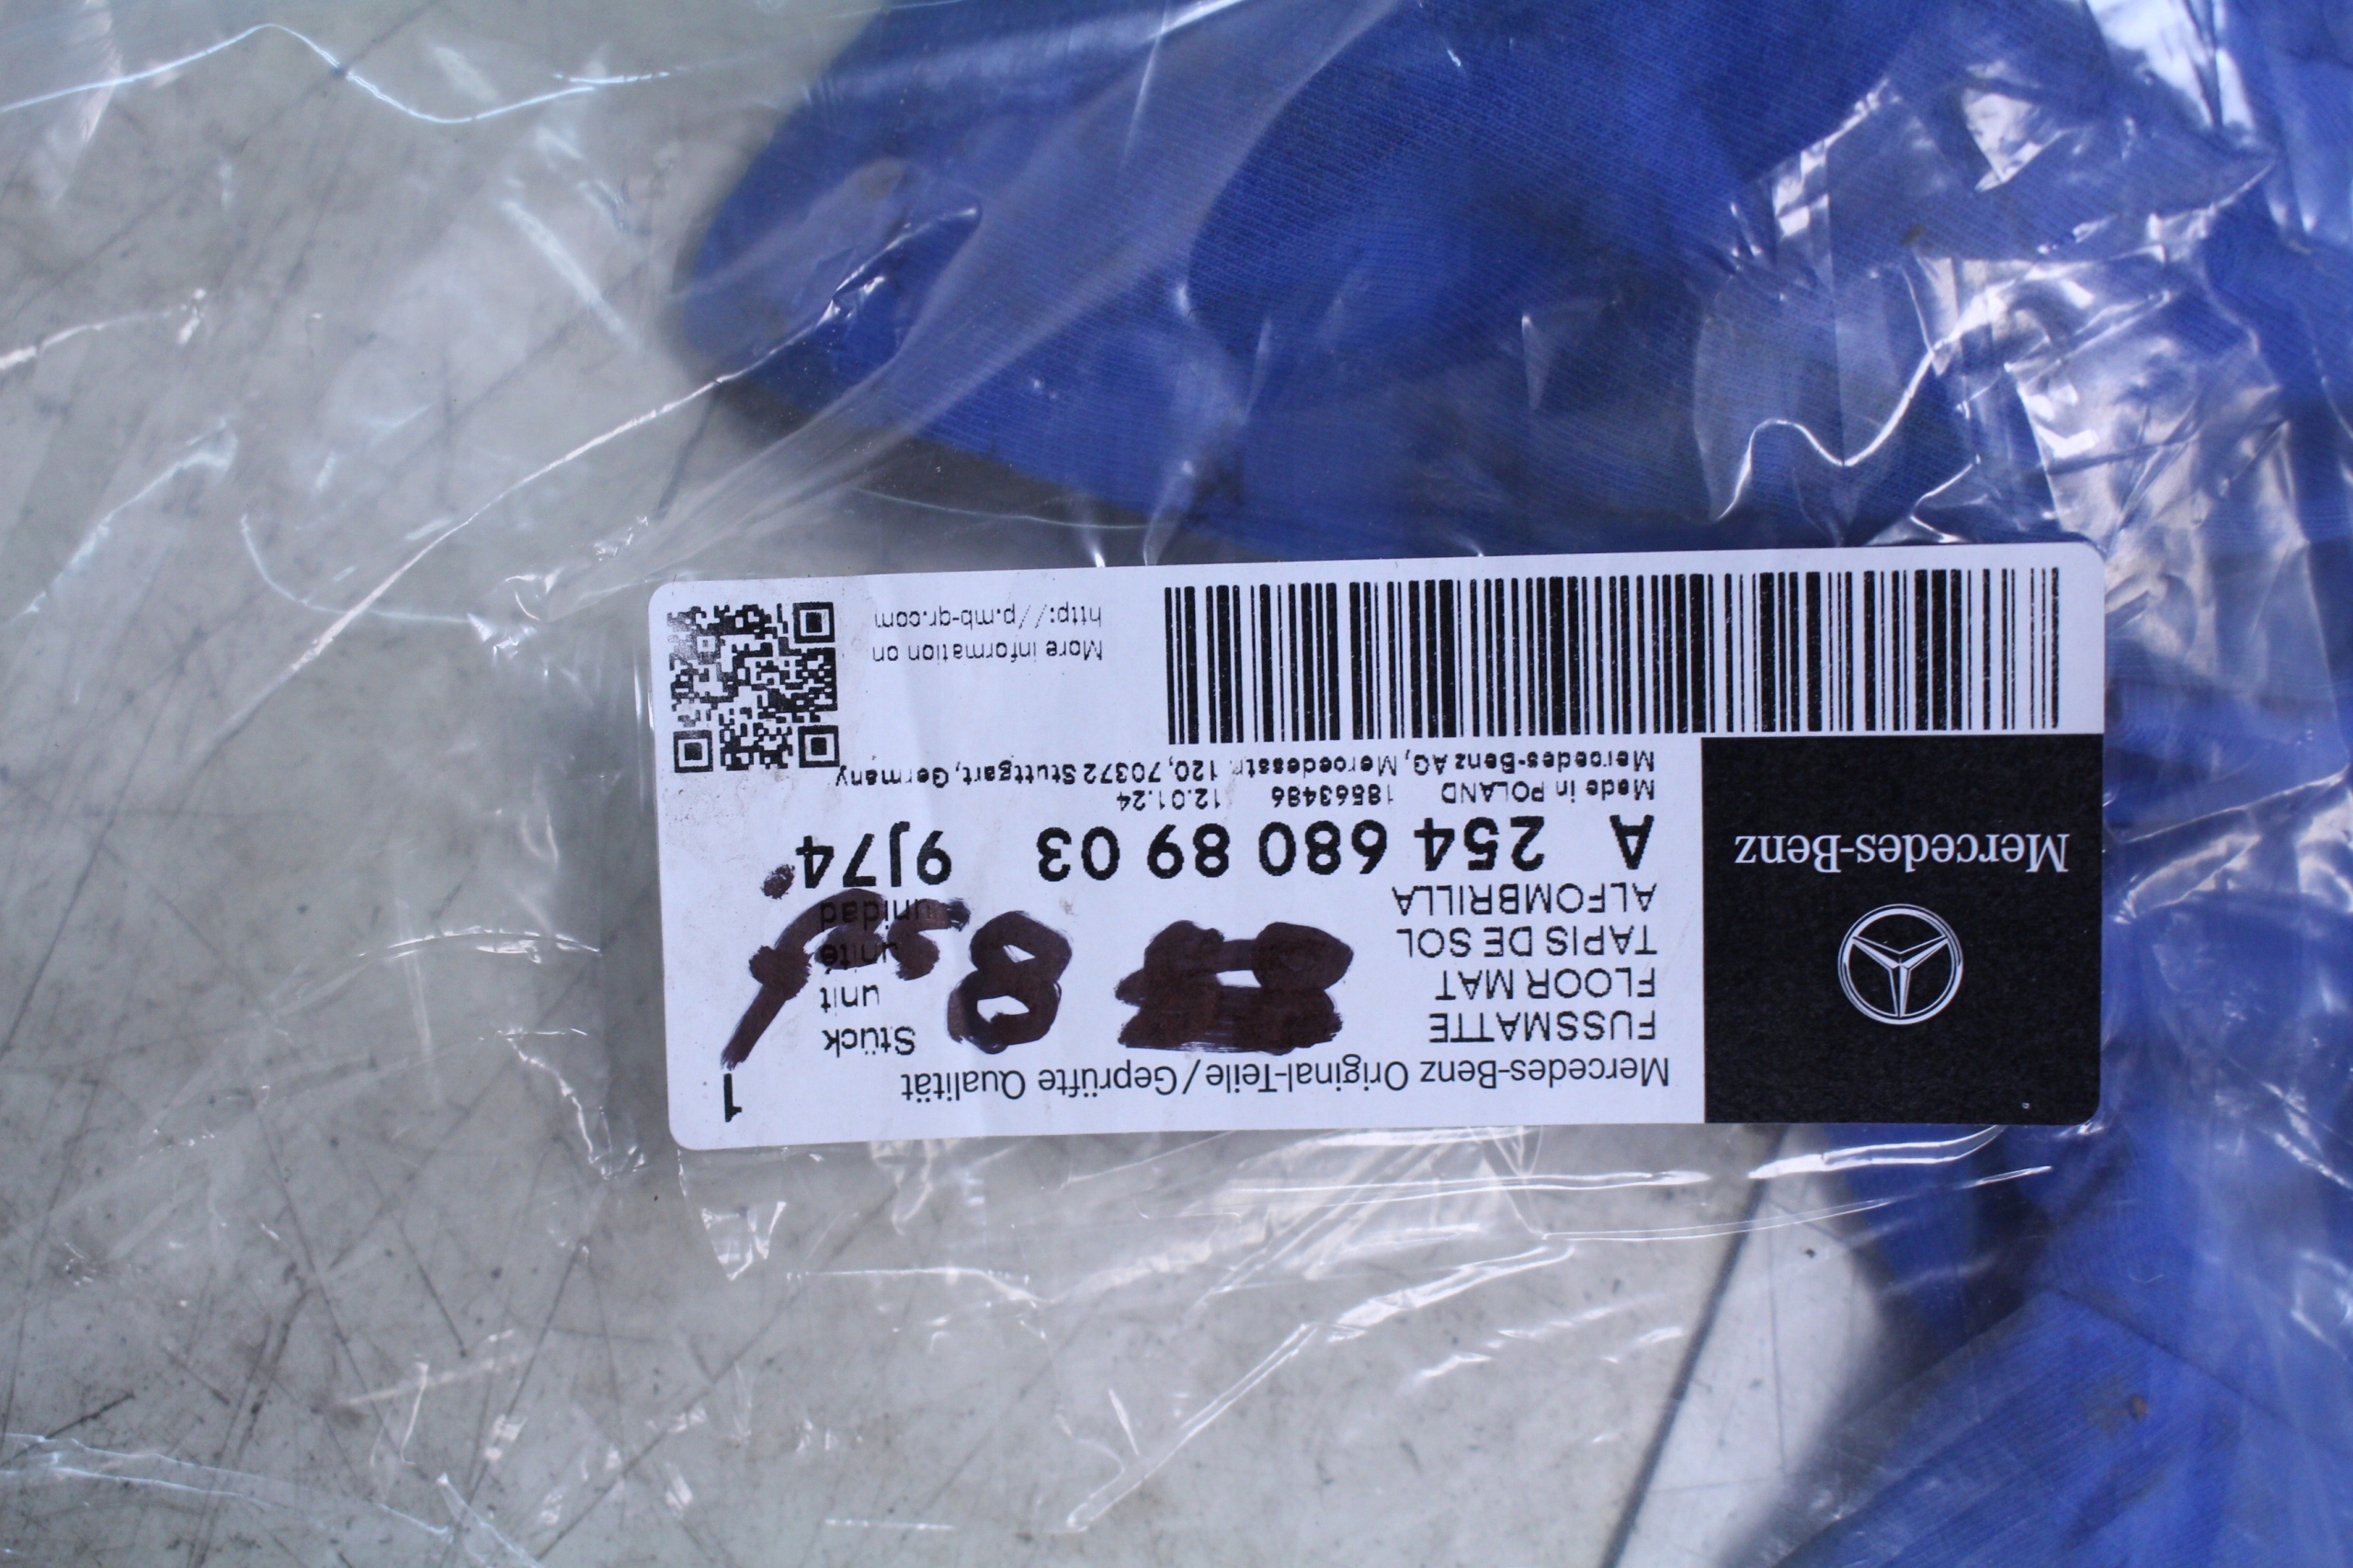 Mercedes-Benz Original-Teile/Geprüfte Qualität
1
FUSSMATTE
Stück
FLOOR MAT
unit
TAPIS DE SOL
unité
ALFOMBRILLA
unidad
8
A 254 680 89 03 9J74
Made in POLAND 18563486 12.01.24
Mercedes-Benz AG, Mercedesstr. 120, 70372 Stuttgart, Germany
More information on
http://p.mb-qr.com
Mercedes-Benz